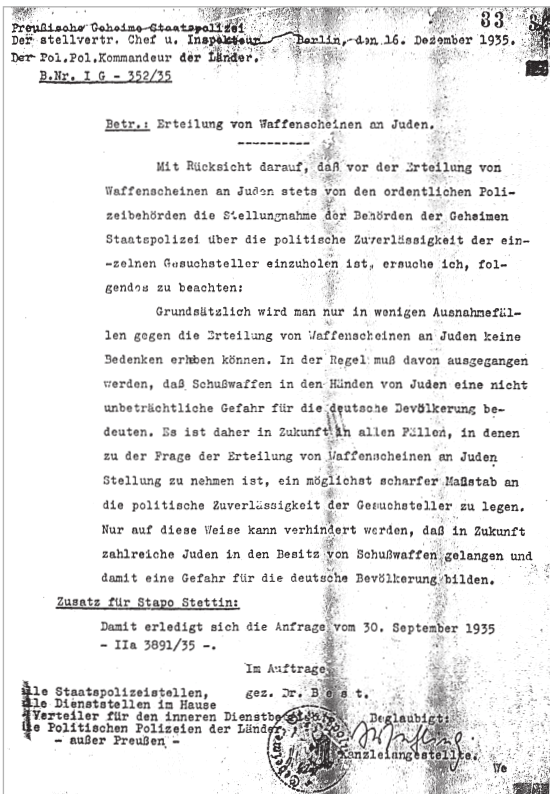 33
Preußische Geheime Staatspolizei
Der stellvertr. Chef u. Inspekteur Berlin, den 16. Dezember 1935.
Der Pol.Pol.Kommandeur der Länder.
B.Nr. I G - 352/35
Betr.: Erteilung von Waffenscheinen an Juden.
----------
Mit Rücksicht darauf, daß vor der Erteilung von
Waffenscheinen an Juden stets von den ordentlichen Poli-
zeibehörden die Stellungnahme der Behörden der Geheimen
Staatspolizei über die politische Zuverlässigkeit der ein-
-zelnen Gesuchsteller einzuholen ist, ersuche ich, fol-
gendes zu beachten:
Grundsätzlich wird man nur in wenigen Ausnahmefäl-
len gegen die Erteilung von Waffenscheinen an Juden keine
Bedenken erheben können. In der Regel muß davon ausgegangen
werden, daß Schußwaffen in den Händen von Juden eine nicht
unbeträchtliche Gefahr für die deutsche Bevölkerung be-
deuten. Es ist daher in Zukunft in allen Fällen, in denen
zu der Frage der Erteilung von Waffenscheinen an Juden
Stellung zu nehmen ist, ein möglichst scharfer Maßstab an
die politische Zuverlässigkeit der Gesuchsteller zu legen.
Nur auf diese Weise kann verhindert werden, daß in Zukunft
zahlreiche Juden in den Besitz von Schußwaffen gelangen und
damit eine Gefahr für die deutsche Bevölkerung bilden.
Zusatz für Stapo Stettin:
Damit erledigt sich die Anfrage vom 30. September 1935
- IIa 3891/35 -.
Im Auftrage
gez. Dr. B e s t.
Alle Staatspolizeistellen,
alle Dienststellen im Hause
Verteiler für den inneren
die Politischen Polizeien der Länder
- außer Preußen -
Beglaubigt:
Kanzleiangestellte.
We